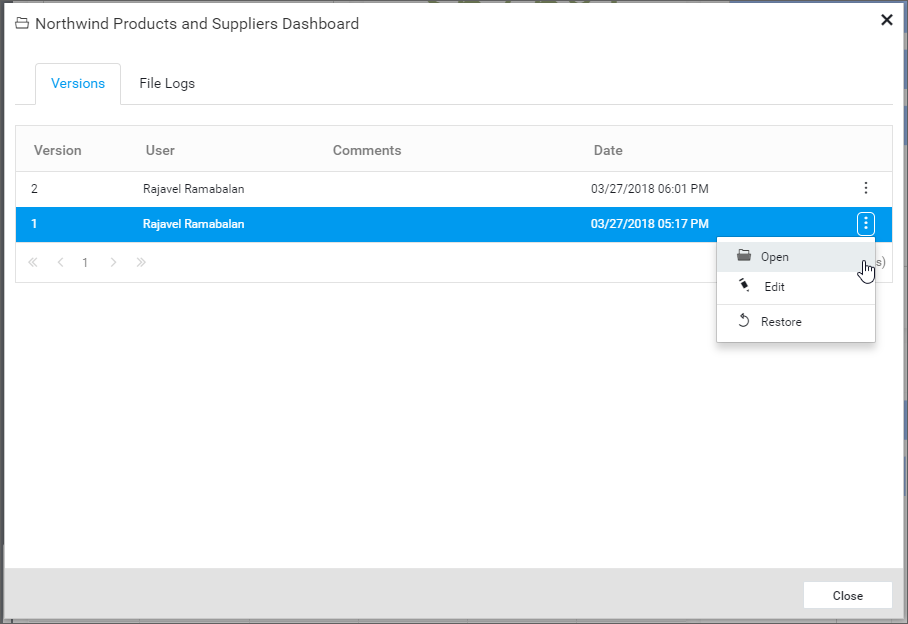 Northwind Products and Suppliers Dashboard
Versions File Logs
Version User Comments Date
2 Rajavel Ramabalan 03/27/2018 06:01 PM
1 Rajavel Ramabalan 03/27/2018 05:17 PM
1 s)
Open
Edit
Restore
Close